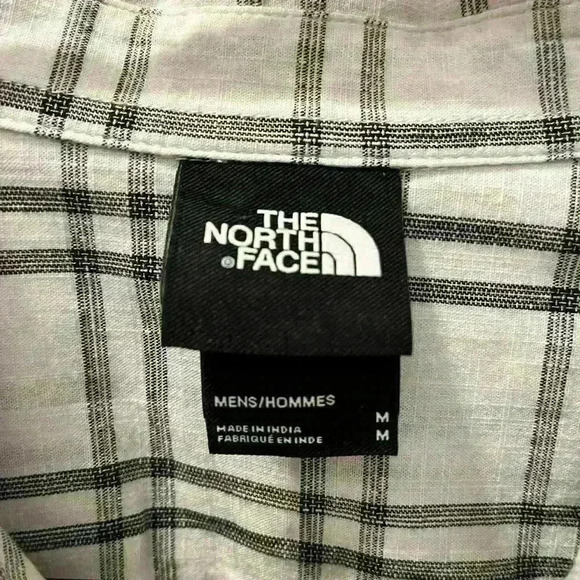 THE
NORTH
®FACE
MENS/HOMMES
M
MADE IN INDIA
FABRIQUÉ EN INDE
M